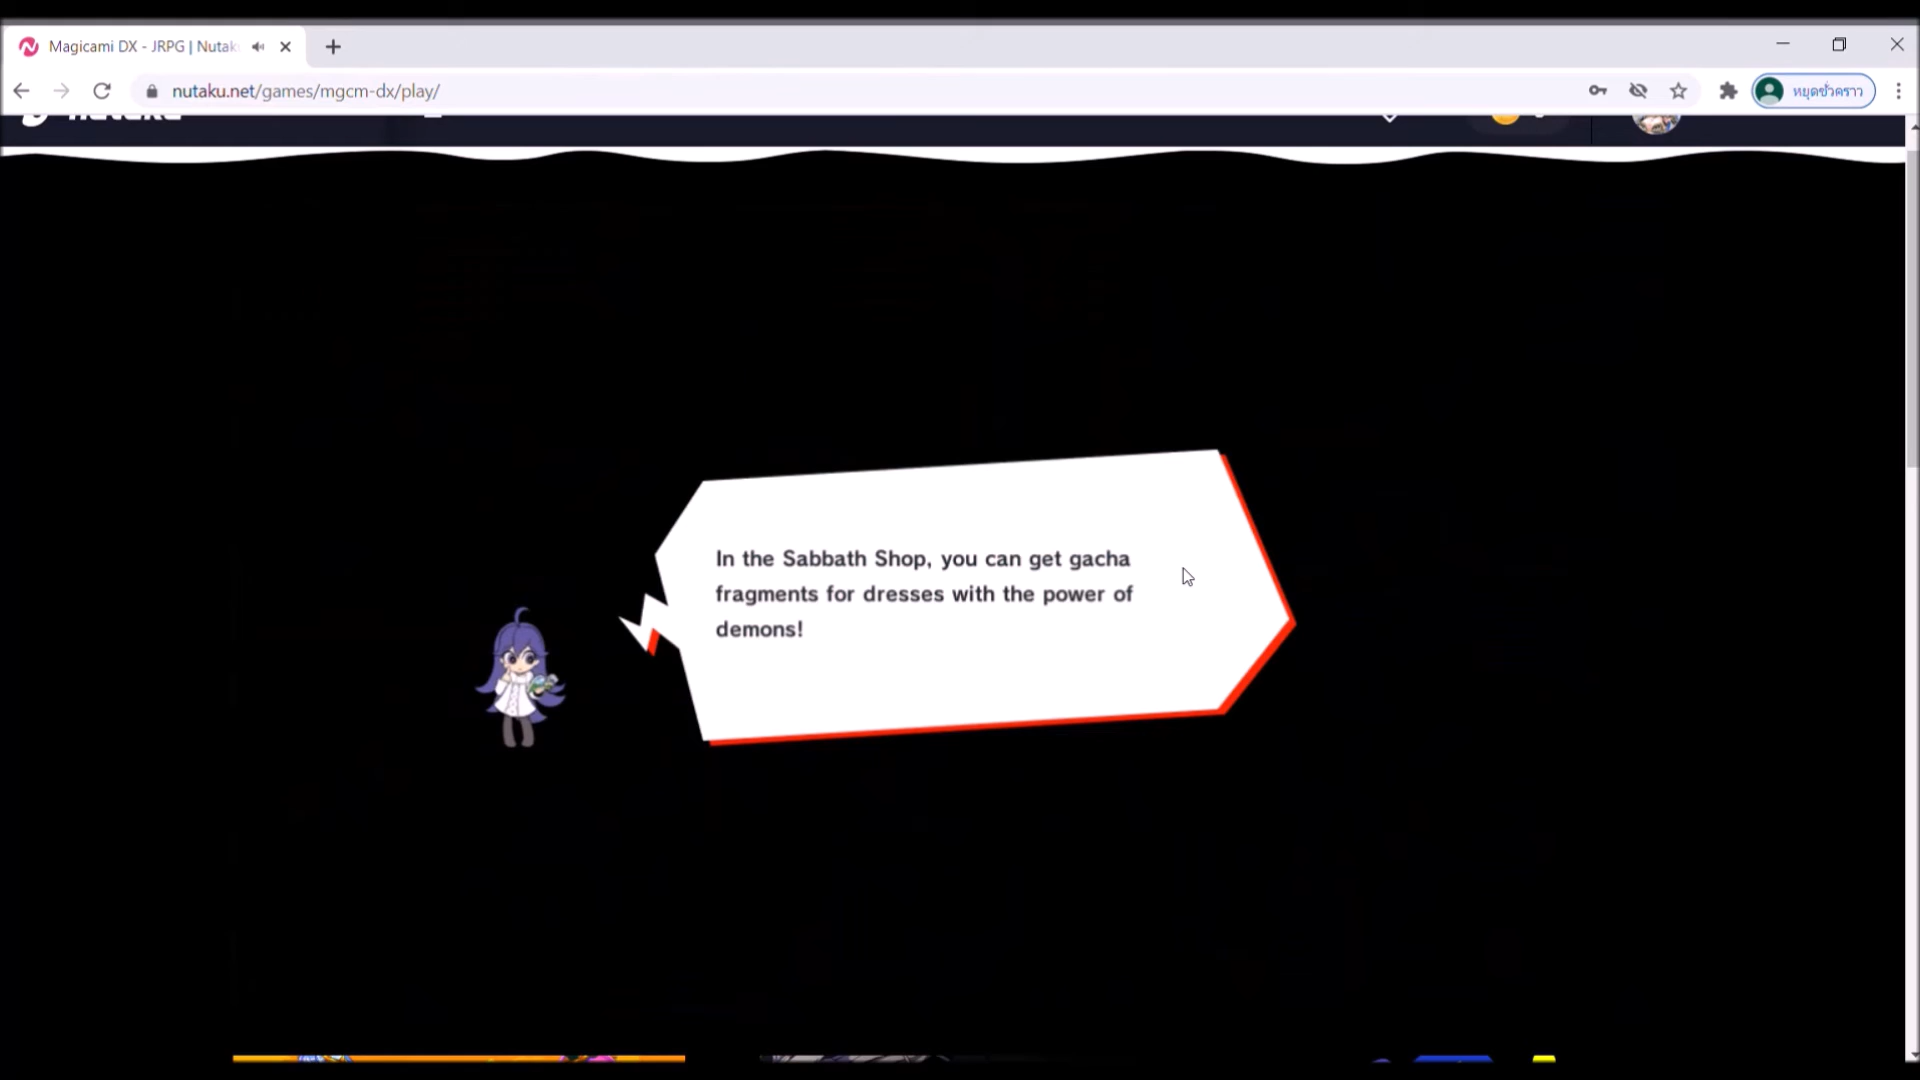 Magicami DX - JRPG | Nutak
nutaku.net/games/mgcm-dx/play/
หยุดชั่วคราว
In the Sabbath Shop, you can get gacha
fragments for dresses with the power of
demons!